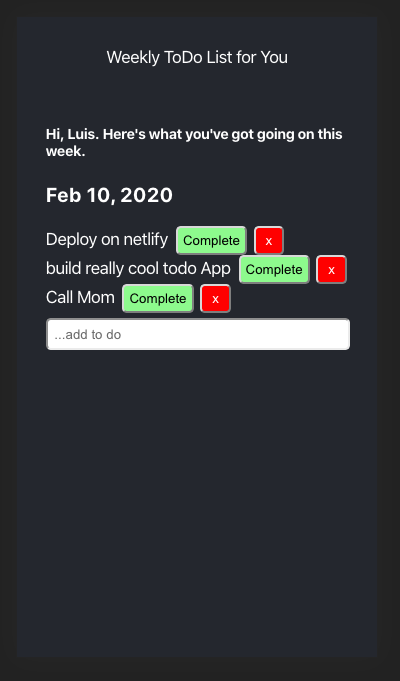 Weekly ToDo List for You
Hi, Luis. Here's what you've got going on this
week.
Feb 10, 2020
Deploy on netlify Complete x
build really cool todo App Complete x
Call Mom Complete x
...add to do